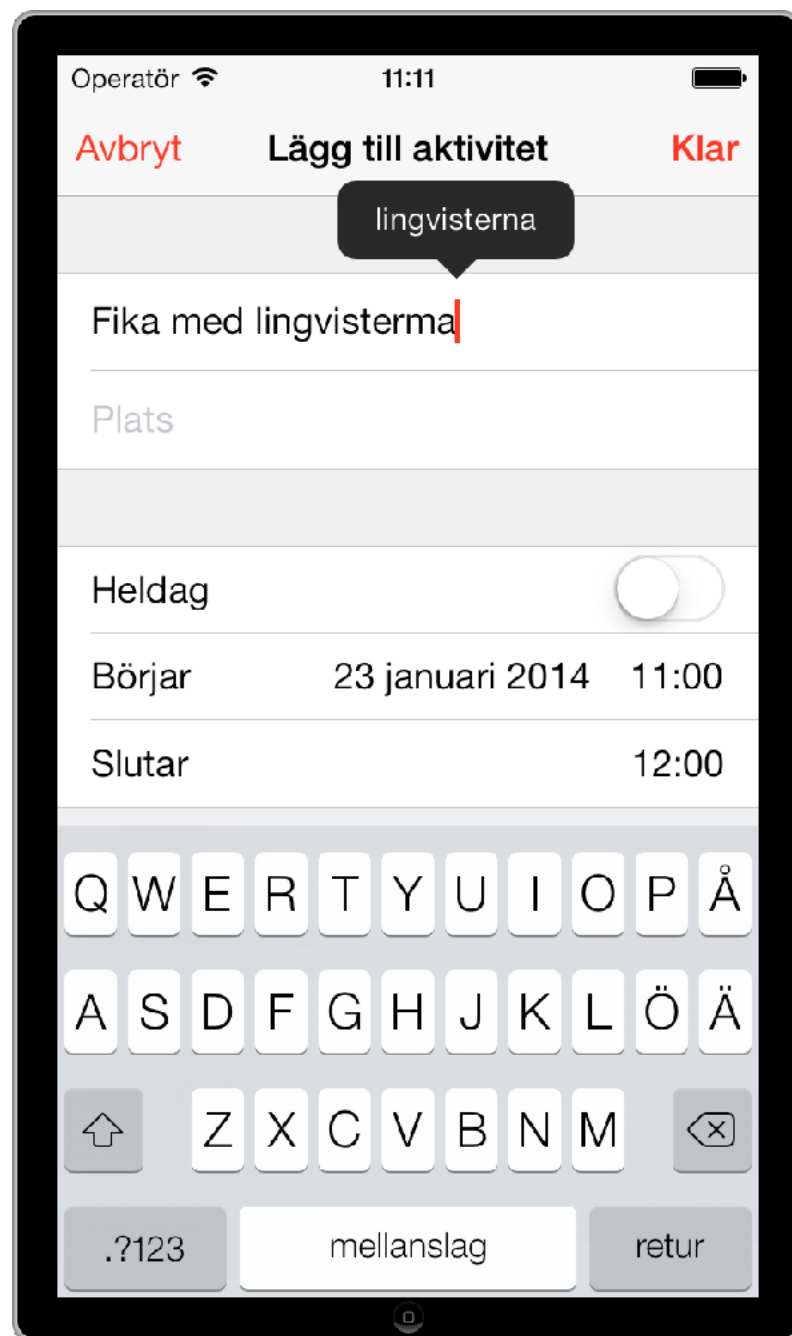 Operatör 11:11
Avbryt Lägg till aktivitet Klar
lingvisterna
Fika med lingvisterma
Plats
Heldag
Börjar 23 januari 2014 11:00
Slutar 12:00
Q W E R T Y U I O P Å
A S D F G H J K L Ö Ä
Z X C V B N M
.?123 mellanslag retur